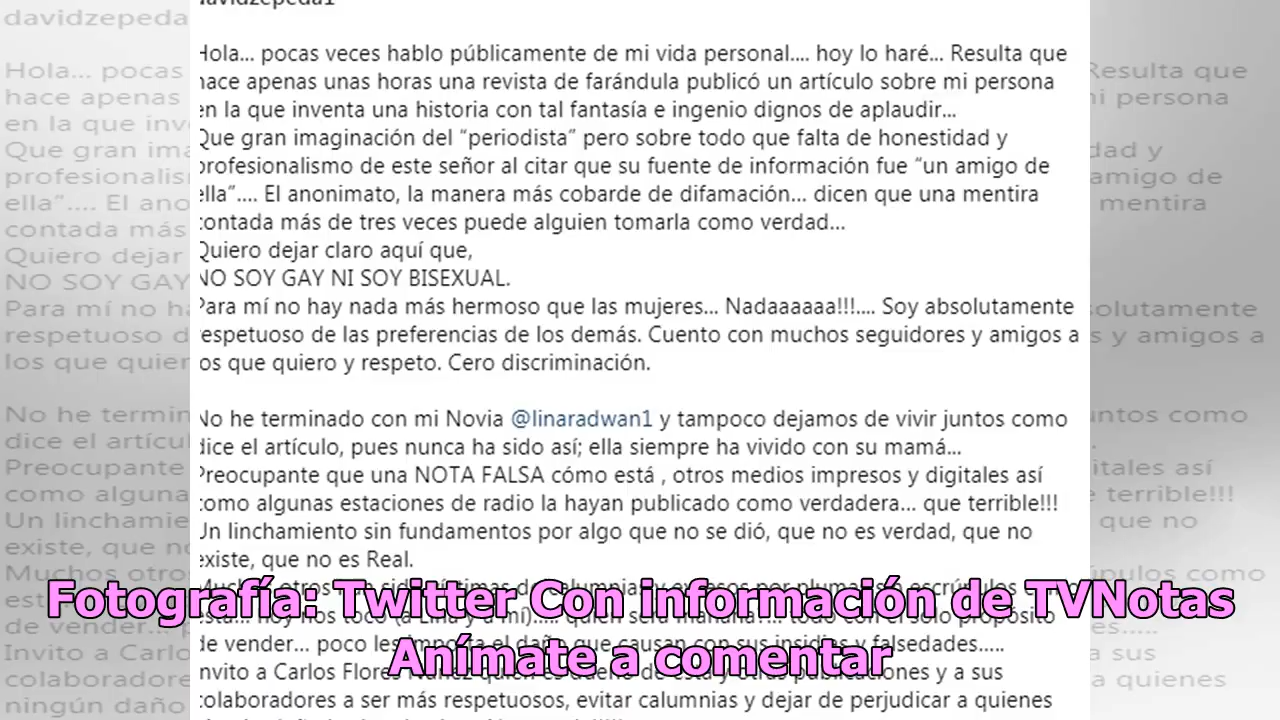 davidzepeda1
Hola... pocas veces hablo públicamente de mi vida personal.... hoy lo haré... Resulta que
hace apenas unas horas una revista de farándula publicó un artículo sobre mi persona
en la que inventa una historia con tal fantasía e ingenio dignos de aplaudir...
Que gran imaginación del “periodista” pero sobre todo que falta de honestidad y
profesionalismo de este señor al citar que su fuente de información fue “un amigo de
ella”.... El anonimato, la manera más cobarde de difamación... dicen que una mentira
contada más de tres veces puede alguien tomarla como verdad...
Quiero dejar claro aquí que,
NO SOY GAY NI SOY BISEXUAL.
Para mí no hay nada más hermoso que las mujeres... Nadaaaaaa!!!.... Soy absolutamente
respetuoso de las preferencias de los demás. Cuento con muchos seguidores y amigos a
los que quiero y respeto. Cero discriminación.
No he terminado con mi Novia @linaradwan1 y tampoco dejamos de vivir juntos como
dice el artículo, pues nunca ha sido así; ella siempre ha vivido con su mamá...
Preocupante que una NOTA FALSA cómo está , otros medios impresos y digitales así
como algunas estaciones de radio la hayan publicado como verdadera... que terrible!!!
Un linchamiento sin fundamentos por algo que no se dió, que no es verdad, que no
existe, que no es Real.
Fotografía: Twitter Con información de TVNotas
de vender... poco les importa el daño que causan con sus insidias y falsedades.....
Anímate a comentar
Invito a Carlos Flores
y a sus
colaboradores a ser más respetuosos, evitar calumnias y dejar de perjudicar a quienes